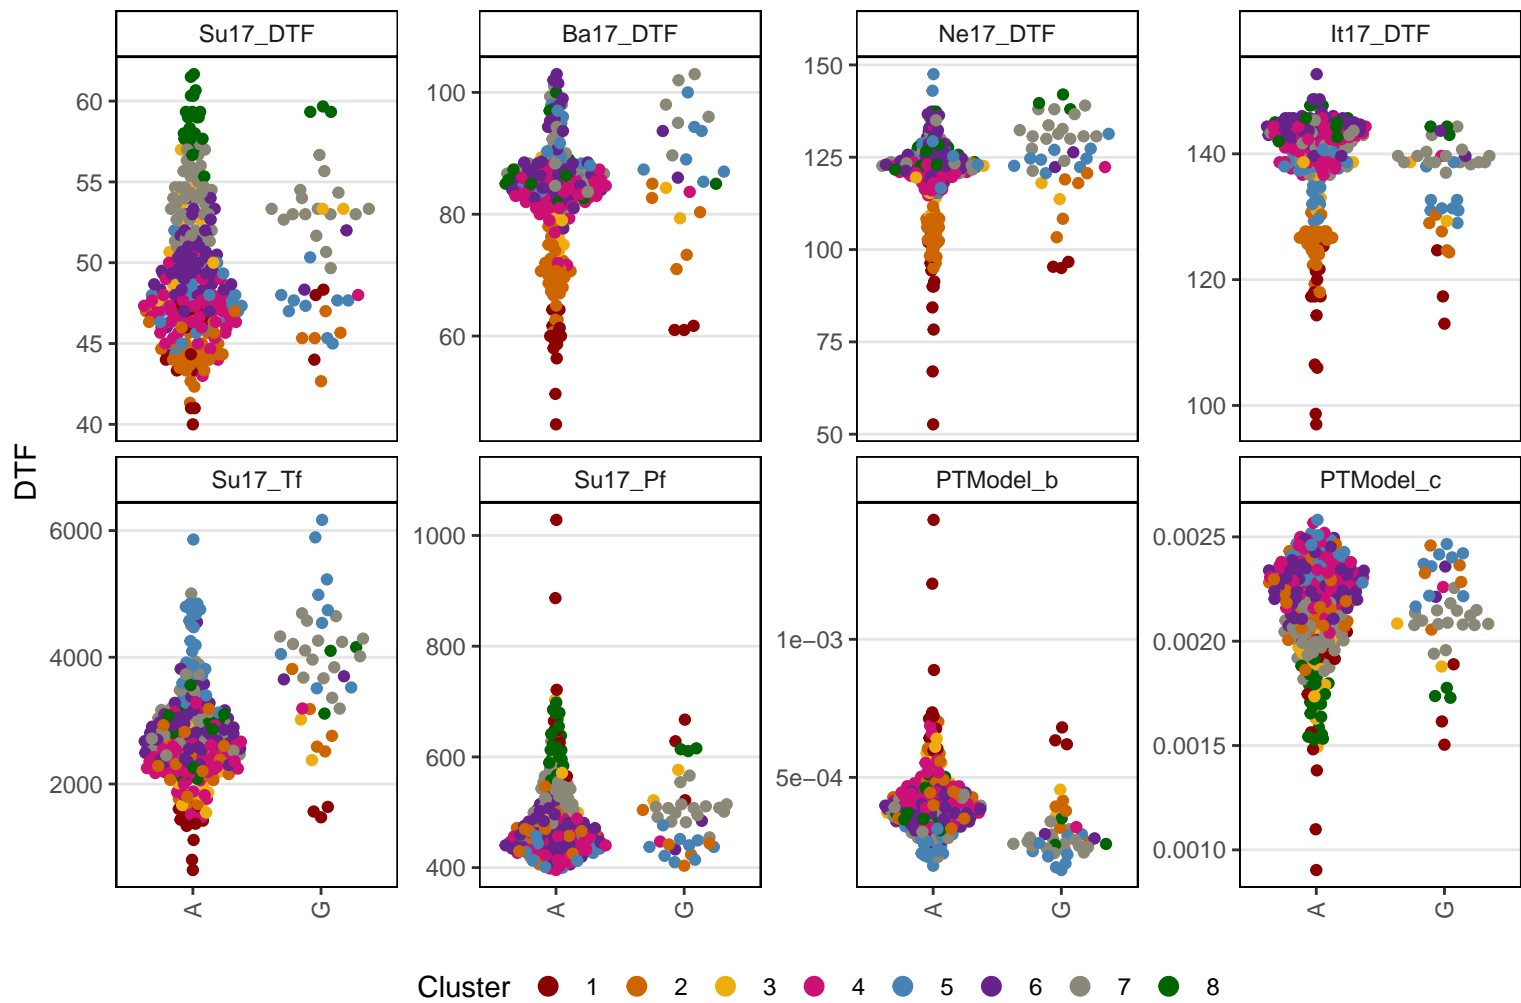 Su17_DTF Ba17_DTF Ne17_DTF It17_DTF
60 55 50 45 40
100 80 60
150 125 100 75 50
140 120 100
DTF
Su17_Tf Su17_Pf PTModel_b PTModel_c
6000 4000 2000
1000 800 600 400
1e−03 5e−04
0.0025 0.0020 0.0015 0.0010
A G A G A G A G
Cluster 1 2 3 4 5 6 7 8